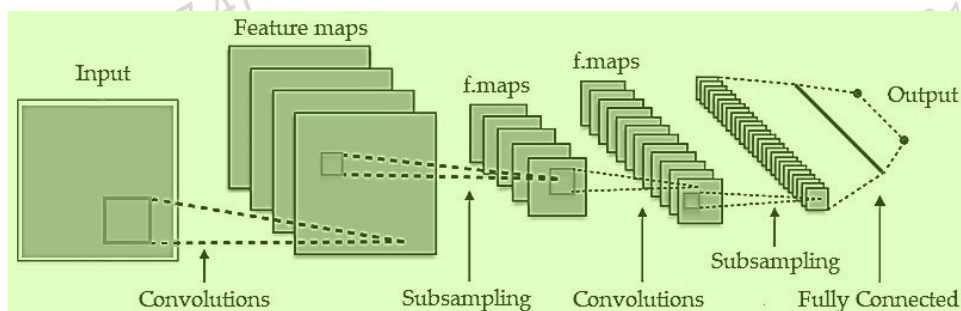 Feature maps
Input
f.maps
f.maps
Output
Convolutions
Subsampling
Convolutions
Subsampling
Fully Connected